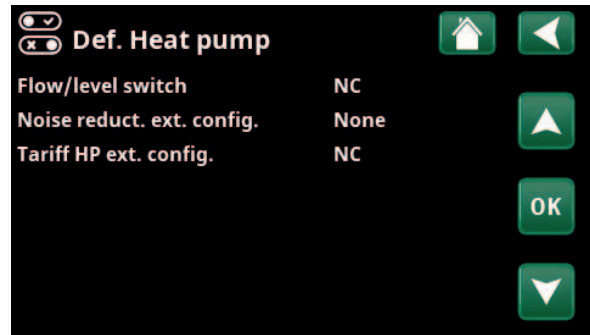 Def. Heat pump
Flow/level switch NC
Noise reduct. ext. config. None
Tariff HP ext. config. NC
OK